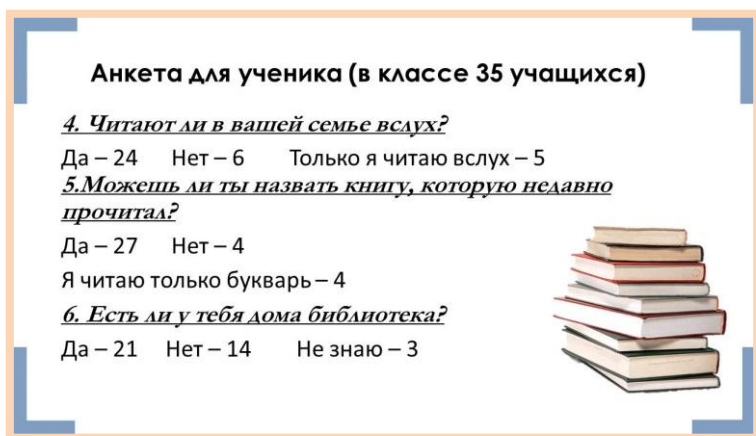 Анкета для ученика (в классе 35 учащихся)
4. Читают ли в вашей семье вслух?
Да – 24 Нет – 6 Только я читаю вслух – 5
5.Можешь ли ты назвать книгу, которую недавно
прочитал?
Да – 27 Нет – 4
Я читаю только букварь – 4
6. Есть ли у тебя дома библиотека?
Да – 21 Нет – 14 Не знаю – 3